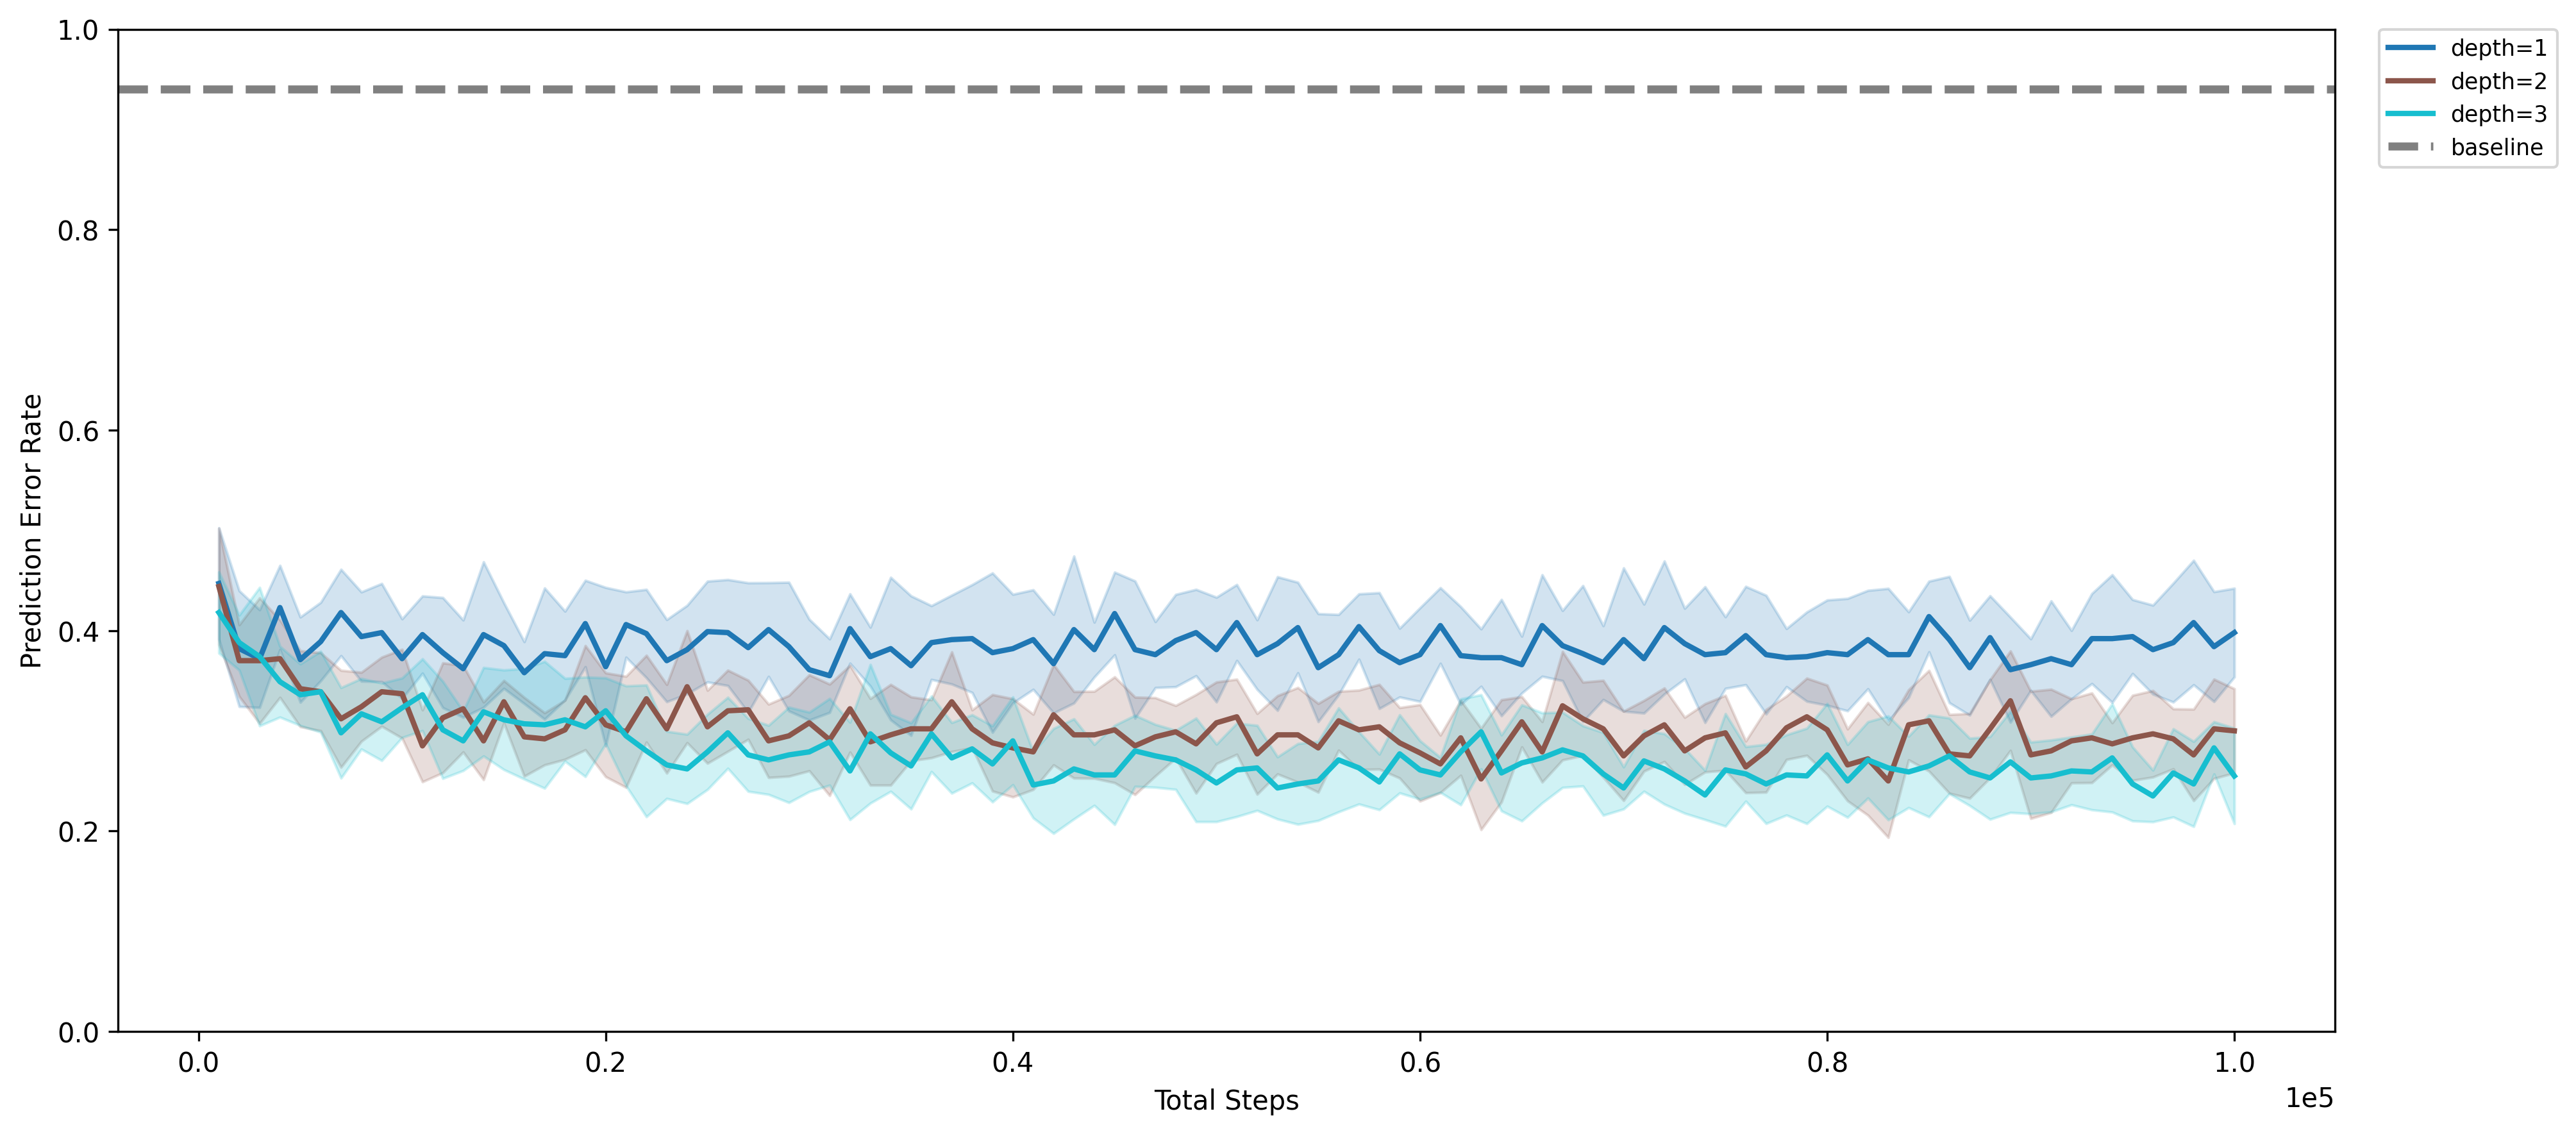 1.0
0.8
0.6
0.4
0.2
0.0
Prediction Error Rate
0.0 0.2 0.4 0.6 0.8 1.0
1e5
Total Steps
depth=1
depth=2
depth=3
baseline